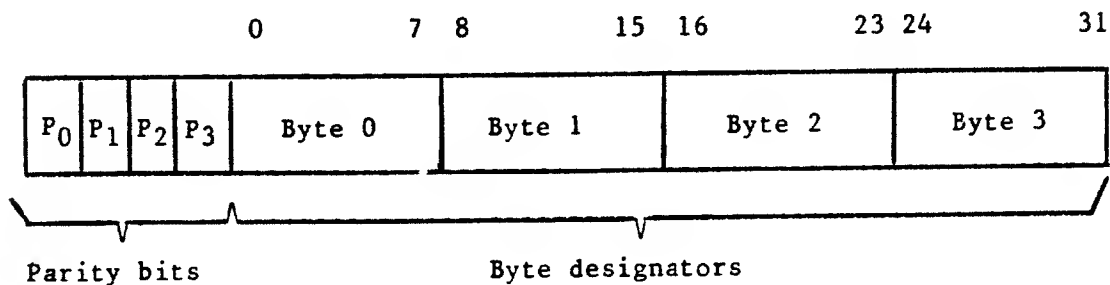 0 7 8 15 16 23 24 31
P₀ P₁ P₂ P₃ Byte 0 Byte 1 Byte 2 Byte 3
Parity bits Byte designators